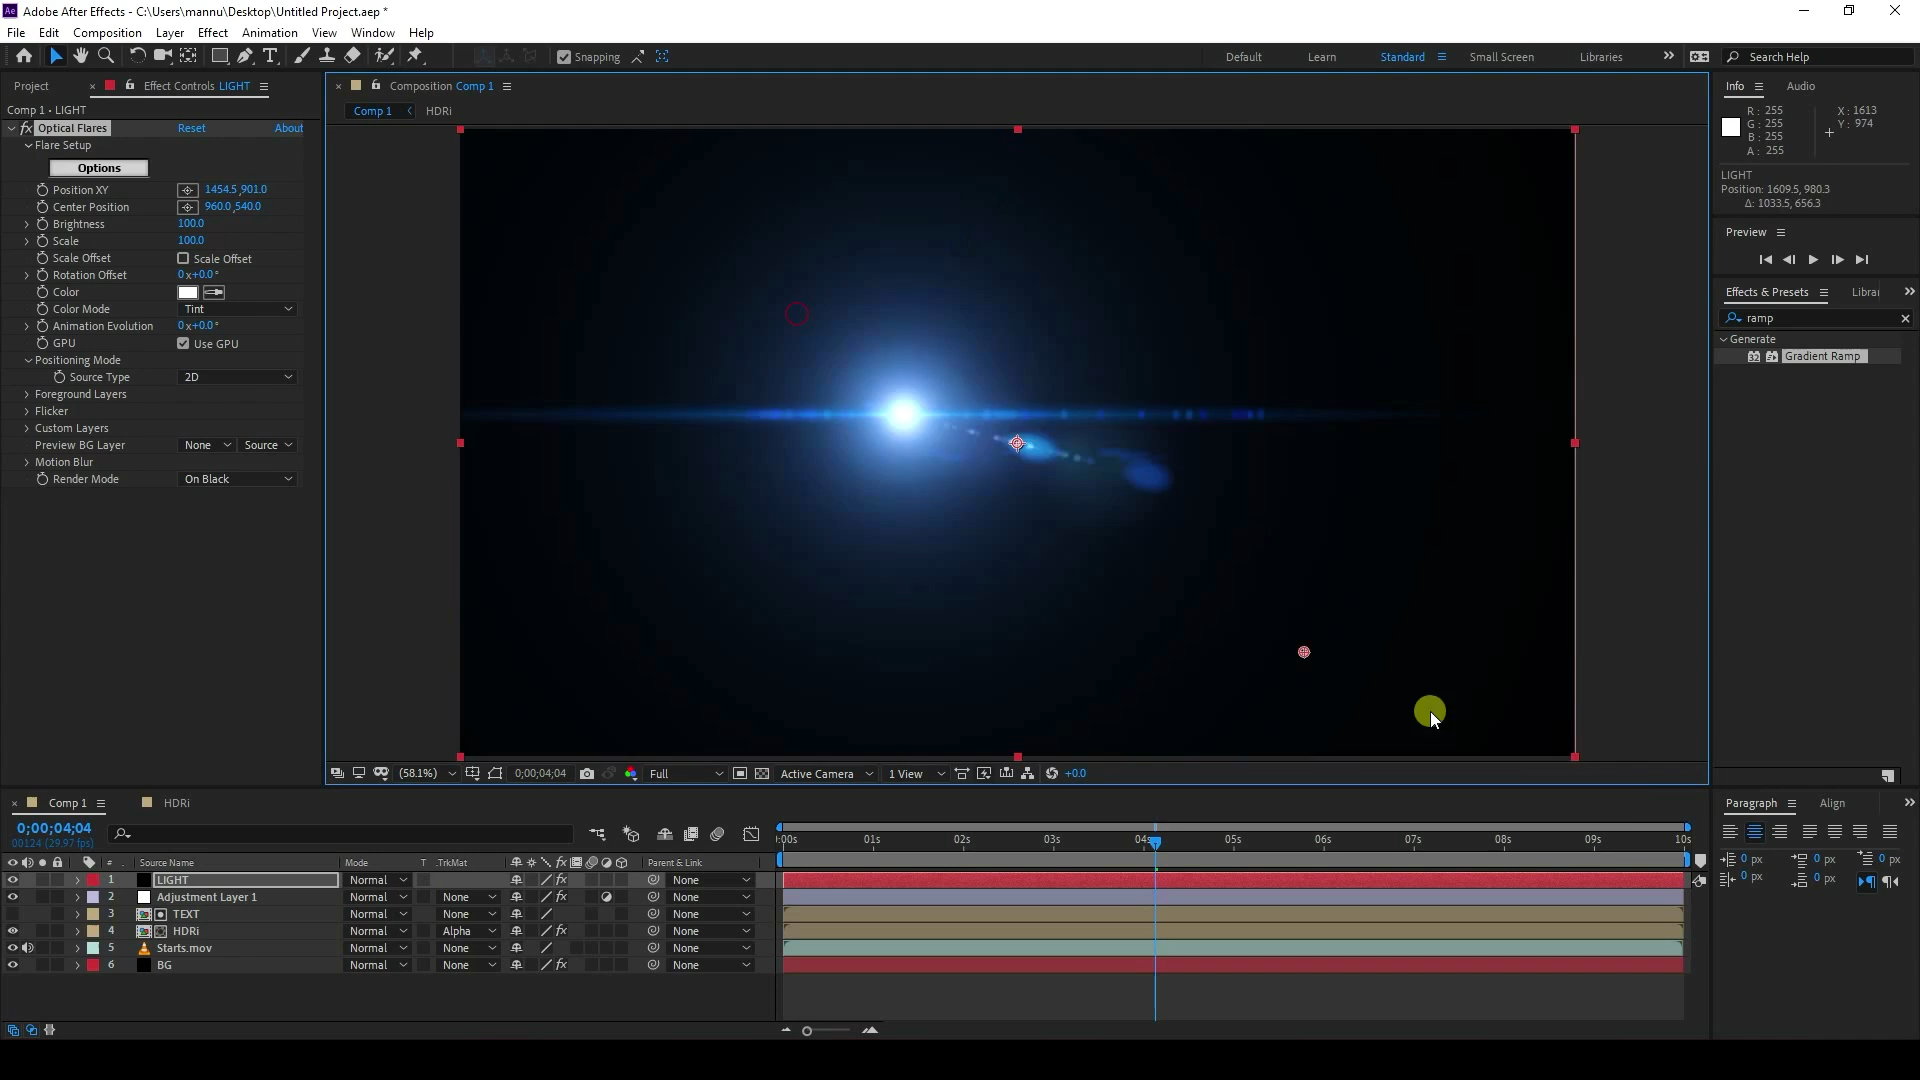 Ae Adobe After Effects - C:\Users\mannu\Desktop\Untitled Project.aep *
File Edit Composition Layer Effect Animation View Window Help
Snapping Default Learn Standard Small Screen Libraries Search Help
Project Effect Controls LIGHT
Comp 1 • LIGHT
fx Optical Flares Reset About
Flare Setup
Options
Position XY 1454.5,901.0
Center Position 960.0,540.0
Brightness 100.0
Scale 100.0
Scale Offset Scale Offset
Rotation Offset 0x+0.0°
Color
Color Mode Tint
Animation Evolution 0x+0.0°
GPU Use GPU
Positioning Mode
Source Type 2D
Foreground Layers
Flicker
Custom Layers
Preview BG Layer None Source
Motion Blur
Render Mode On Black
Composition Comp 1
Comp 1 HDRi
(58.1%) 0;00;04;04 Full Active Camera 1 View +0.0
Info Audio
R: 255 X: 1613
G: 255 Y: 974
B: 255
A: 255
LIGHT
Position: 1609.5, 980.3
Δ: 1033.5, 656.3
Preview
Effects & Presets Librar
ramp
Generate
Gradient Ramp
Comp 1 HDRi
0;00;04;04
00124 (29.97 fps)
# Source Name Mode T .TrkMat Parent & Link
:00s 01s 02s 03s 04s 05s 06s 07s 08s 09s 10s
1 LIGHT Normal None
2 Adjustment Layer 1 Normal None None
3 TEXT Normal None None
4 HDRi Normal Alpha None
5 Starts.mov Normal None None
6 BG Normal None None
Paragraph Align
0 px 0 px 0 px
0 px 0 px